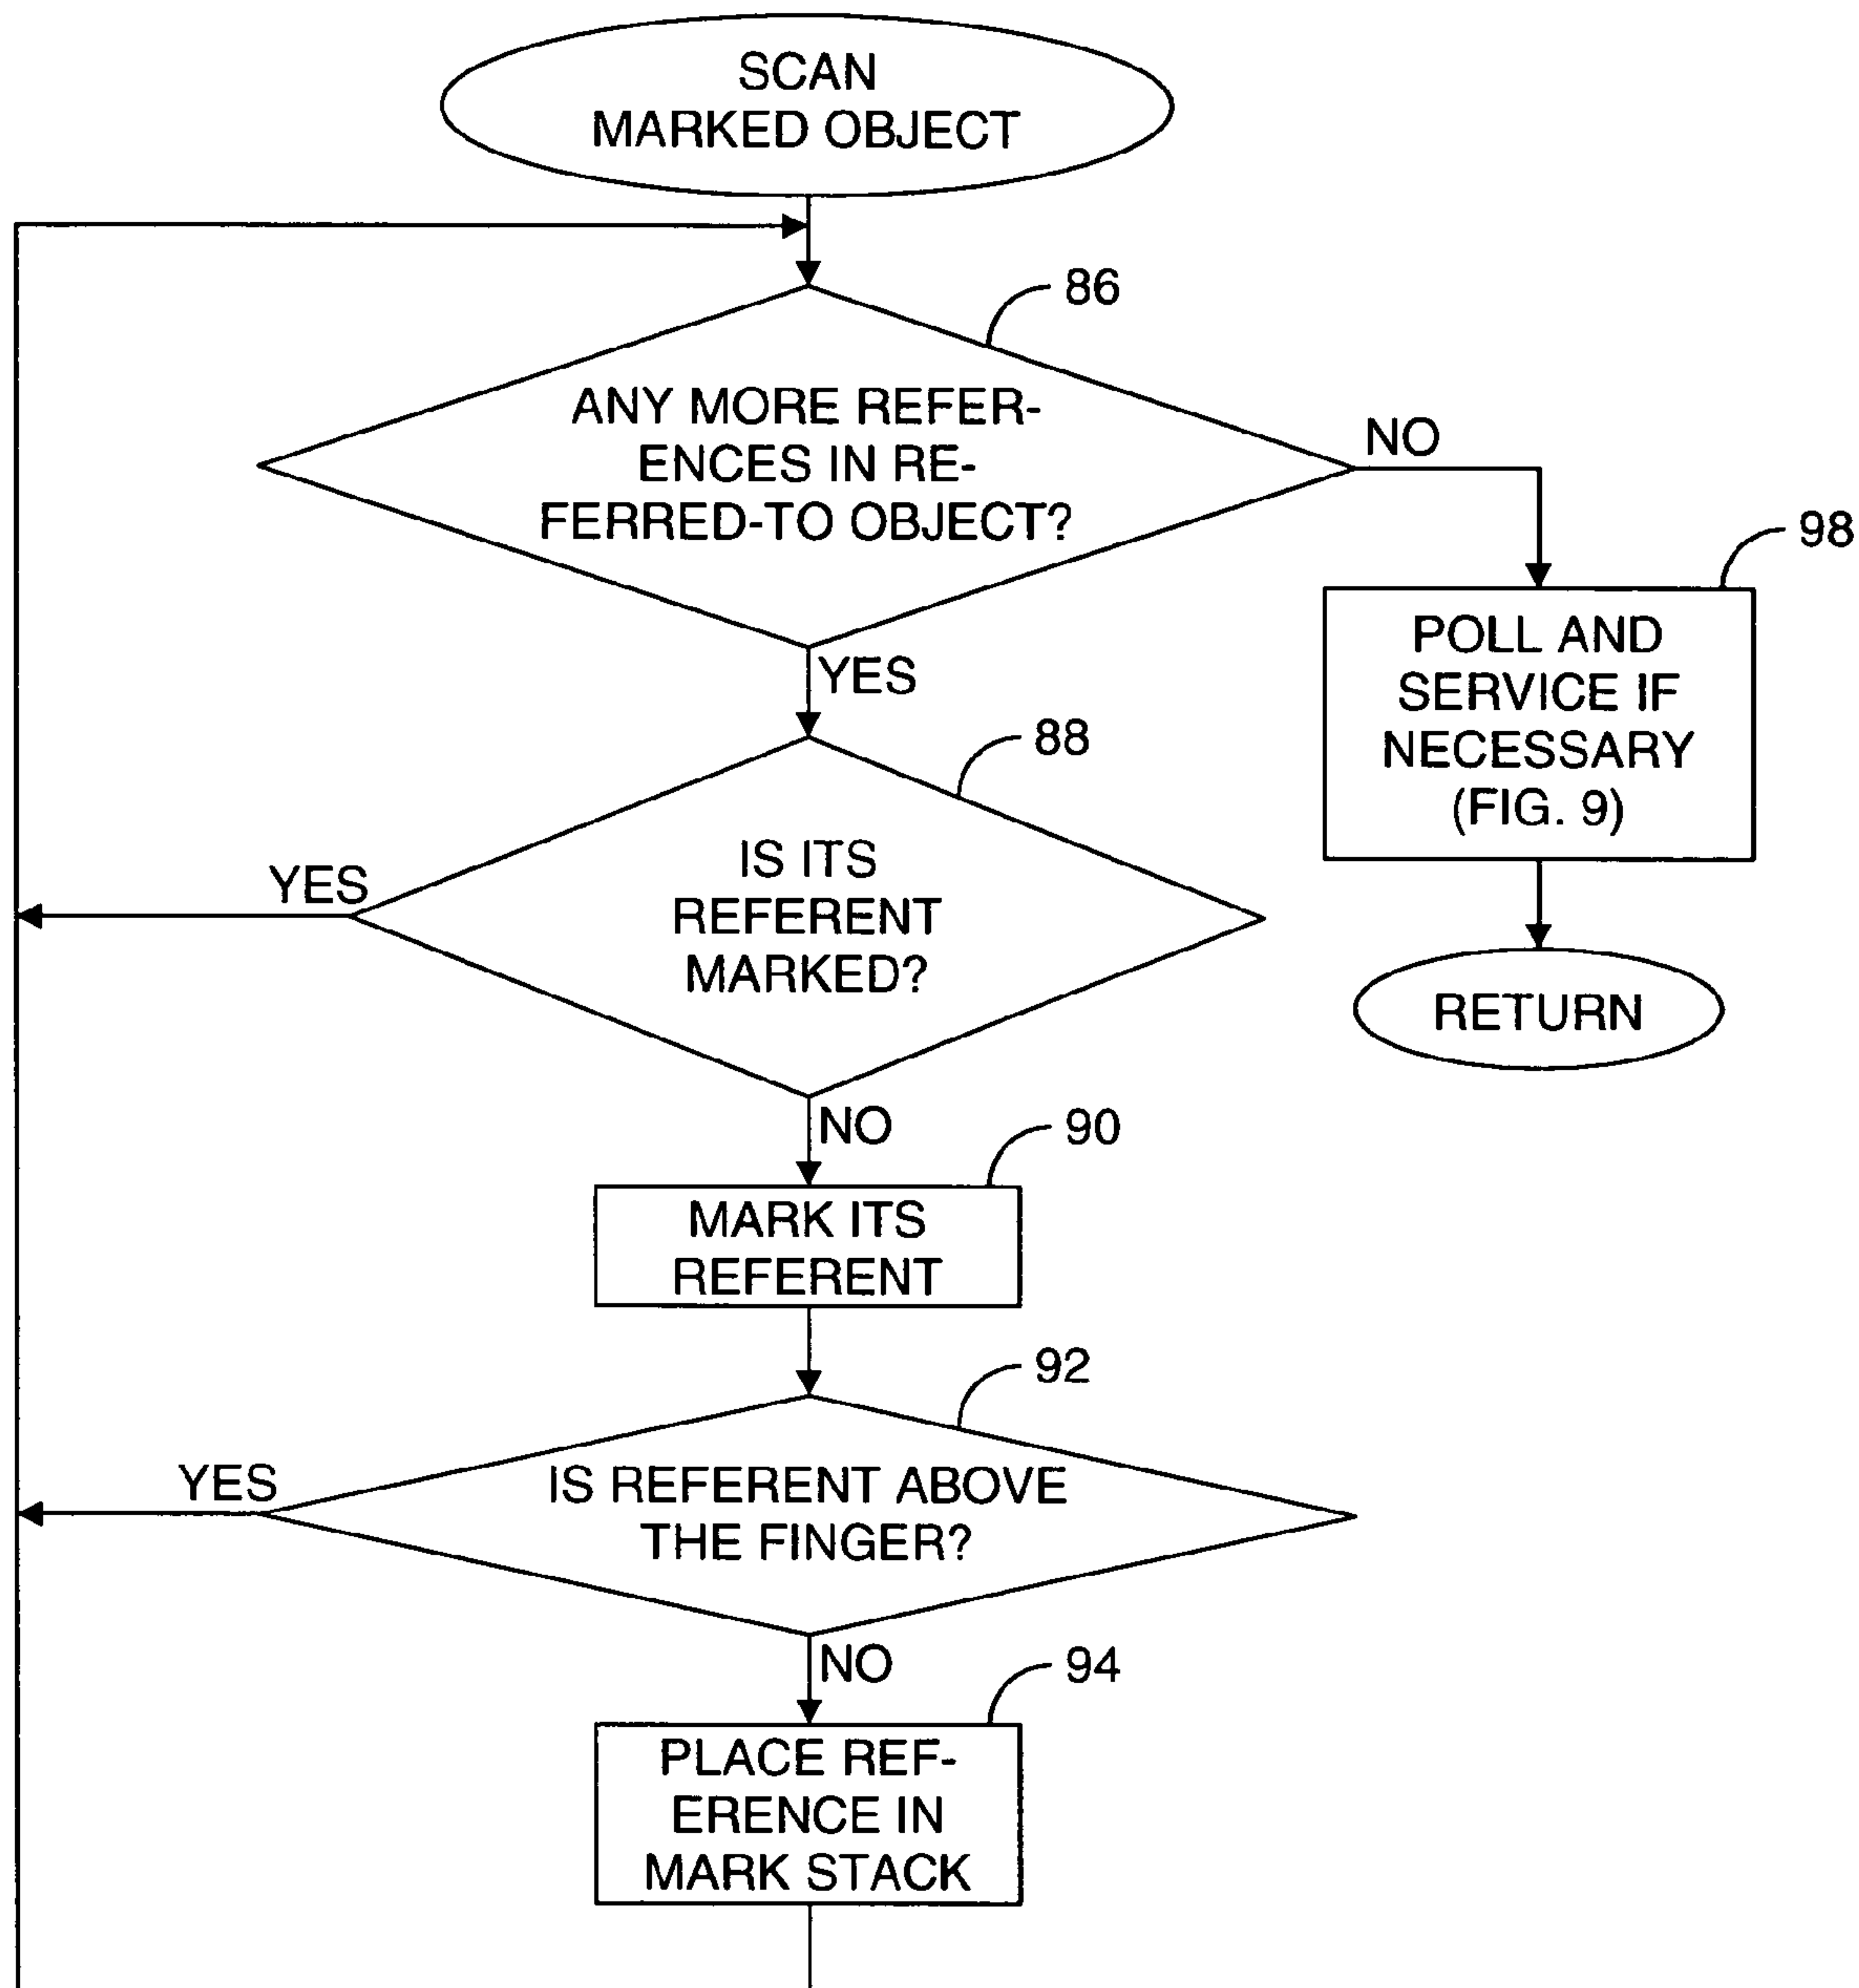 SCAN
MARKED OBJECT
86
ANY MORE REFER-
ENCES IN RE-
FERRED-TO OBJECT?
NO
98
POLL AND
SERVICE IF
NECESSARY
(FIG. 9)
YES
88
IS ITS
REFERENT
MARKED?
YES
RETURN
NO
90
MARK ITS
REFERENT
92
IS REFERENT ABOVE
THE FINGER?
YES
NO
94
PLACE REF-
ERENCE IN
MARK STACK